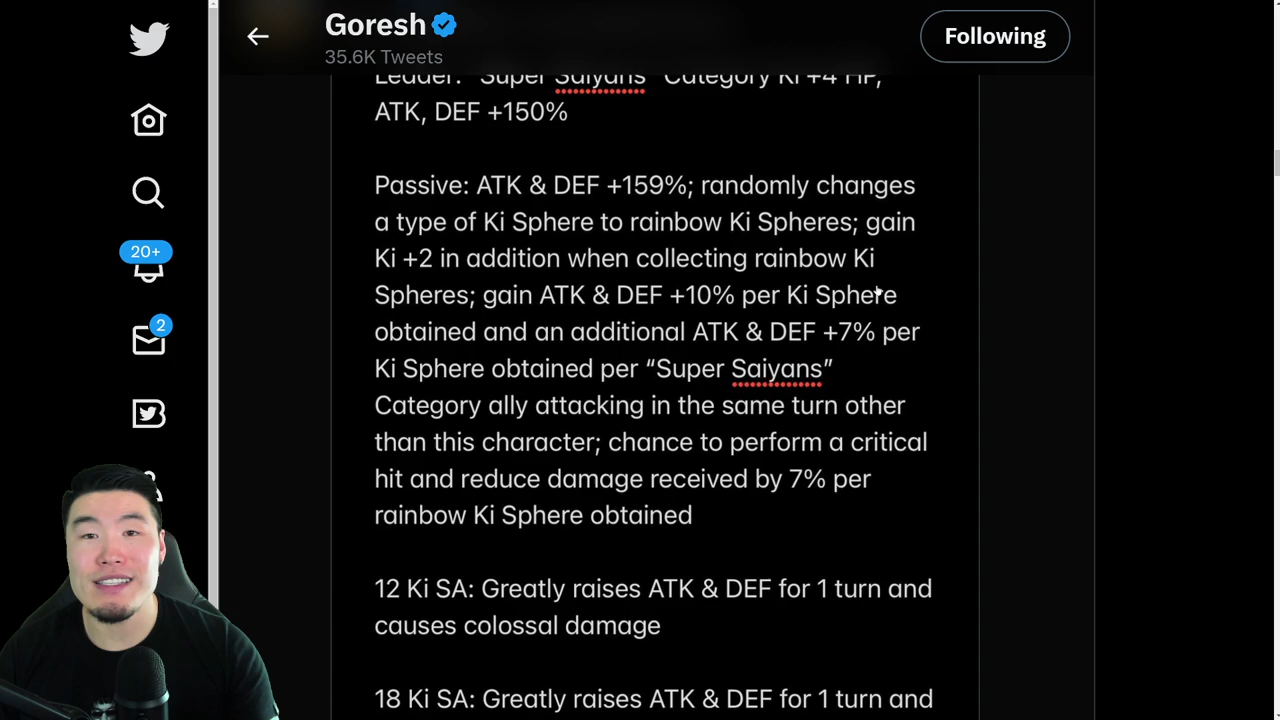 Goresh
35.6K Tweets
Following
Leader: "Super Saiyans" Category Ki +4 HP,
ATK, DEF +150%
Passive: ATK & DEF +159%; randomly changes
a type of Ki Sphere to rainbow Ki Spheres; gain
Ki +2 in addition when collecting rainbow Ki
Spheres; gain ATK & DEF +10% per Ki Sphere
obtained and an additional ATK & DEF +7% per
Ki Sphere obtained per “Super Saiyans”
Category ally attacking in the same turn other
than this character; chance to perform a critical
hit and reduce damage received by 7% per
rainbow Ki Sphere obtained
12 Ki SA: Greatly raises ATK & DEF for 1 turn and
causes colossal damage
18 Ki SA: Greatly raises ATK & DEF for 1 turn and
20+
2